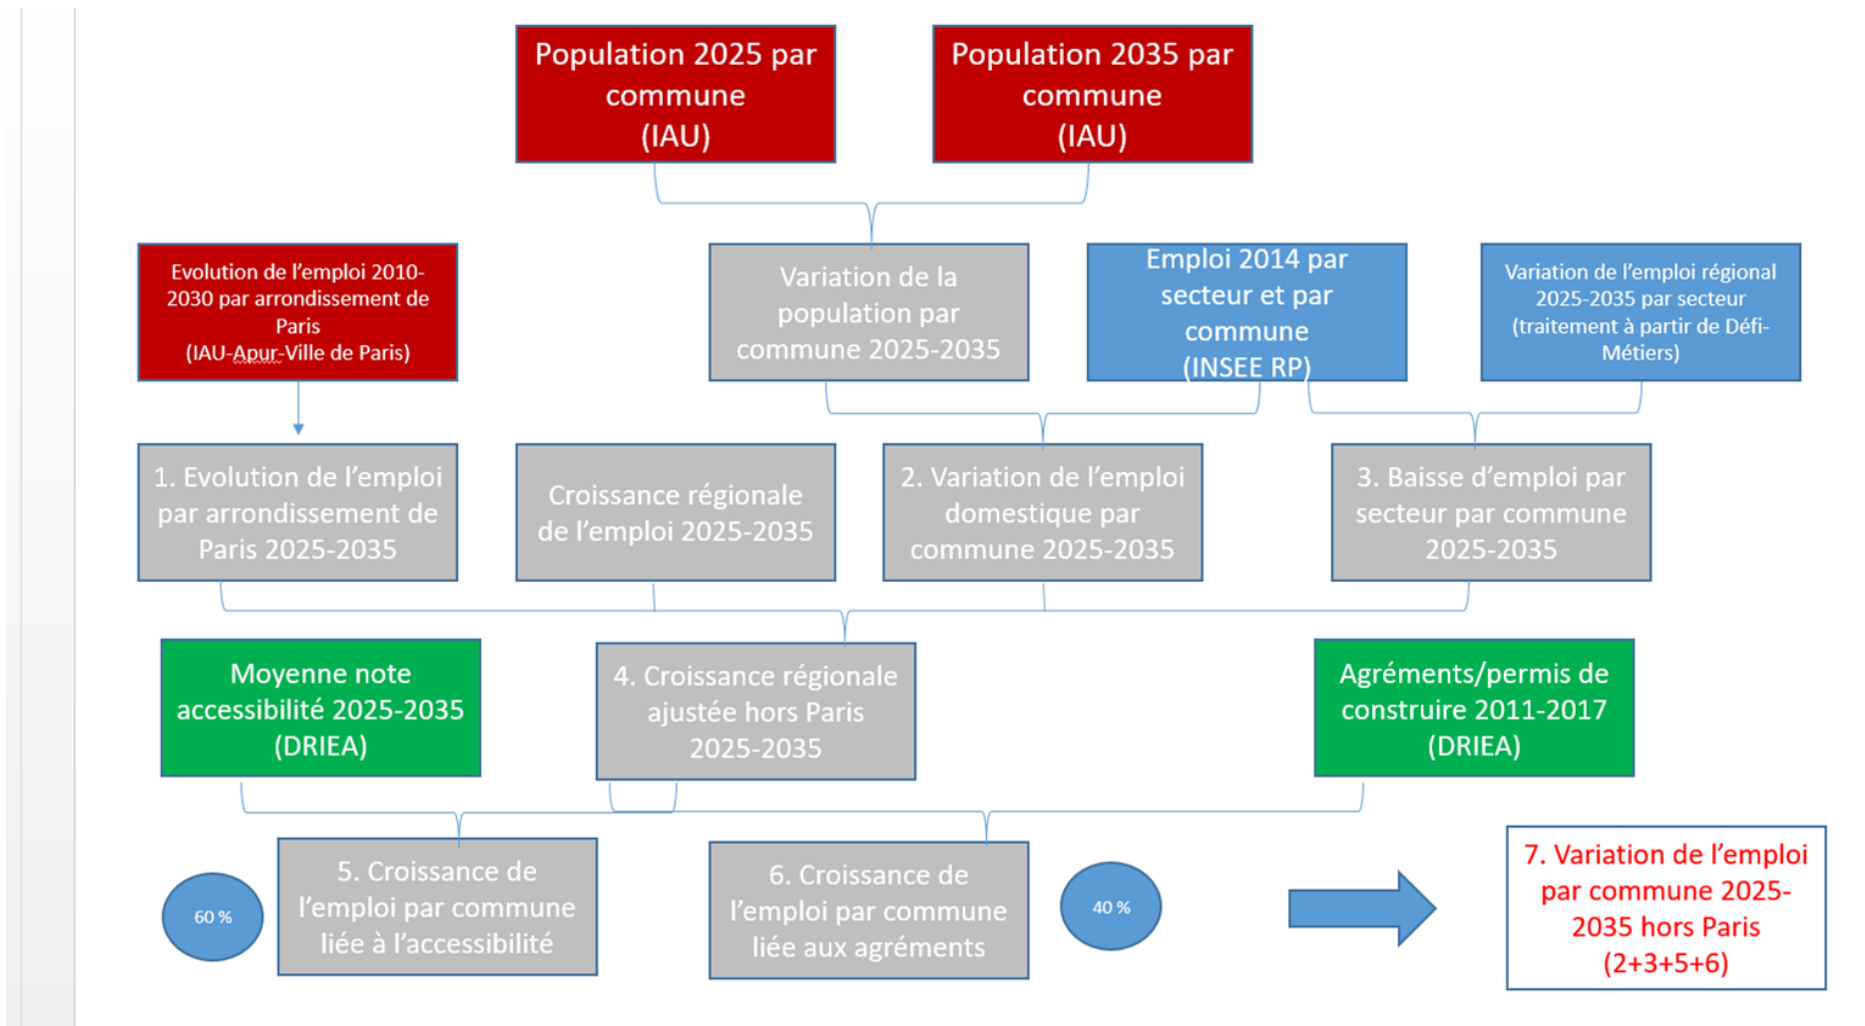 Population 2025 par
commune
(IAU)
Population 2035 par
commune
(IAU)
Evolution de l'emploi 2010-
2030 par arrondissement de
Paris
(IAU-Apur-Ville de Paris)
Variation de la
population par
commune 2025-2035
Emploi 2014 par
secteur et par
commune
(INSEE RP)
Variation de l'emploi régional
2025-2035 par secteur
(traitement à partir de Défi-
Métiers)
1. Evolution de l'emploi
par arrondissement de
Paris 2025-2035
Croissance régionale
de l'emploi 2025-2035
2. Variation de l'emploi
domestique par
commune 2025-2035
3. Baisse d'emploi par
secteur par commune
2025-2035
Moyenne note
accessibilité 2025-2035
(DRIEA)
4. Croissance régionale
ajustée hors Paris
2025-2035
Agréments/permis de
construire 2011-2017
(DRIEA)
60 %
5. Croissance de
l'emploi par commune
liée à l'accessibilité
6. Croissance de
l'emploi par commune
liée aux agréments
40 %
7. Variation de l'emploi
par commune 2025-
2035 hors Paris
(2+3+5+6)